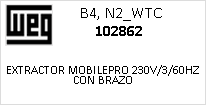 WEG
B4, N2_WTC
102862
EXTRACTOR MOBILEPRO 230V/3/60HZ
CON BRAZO